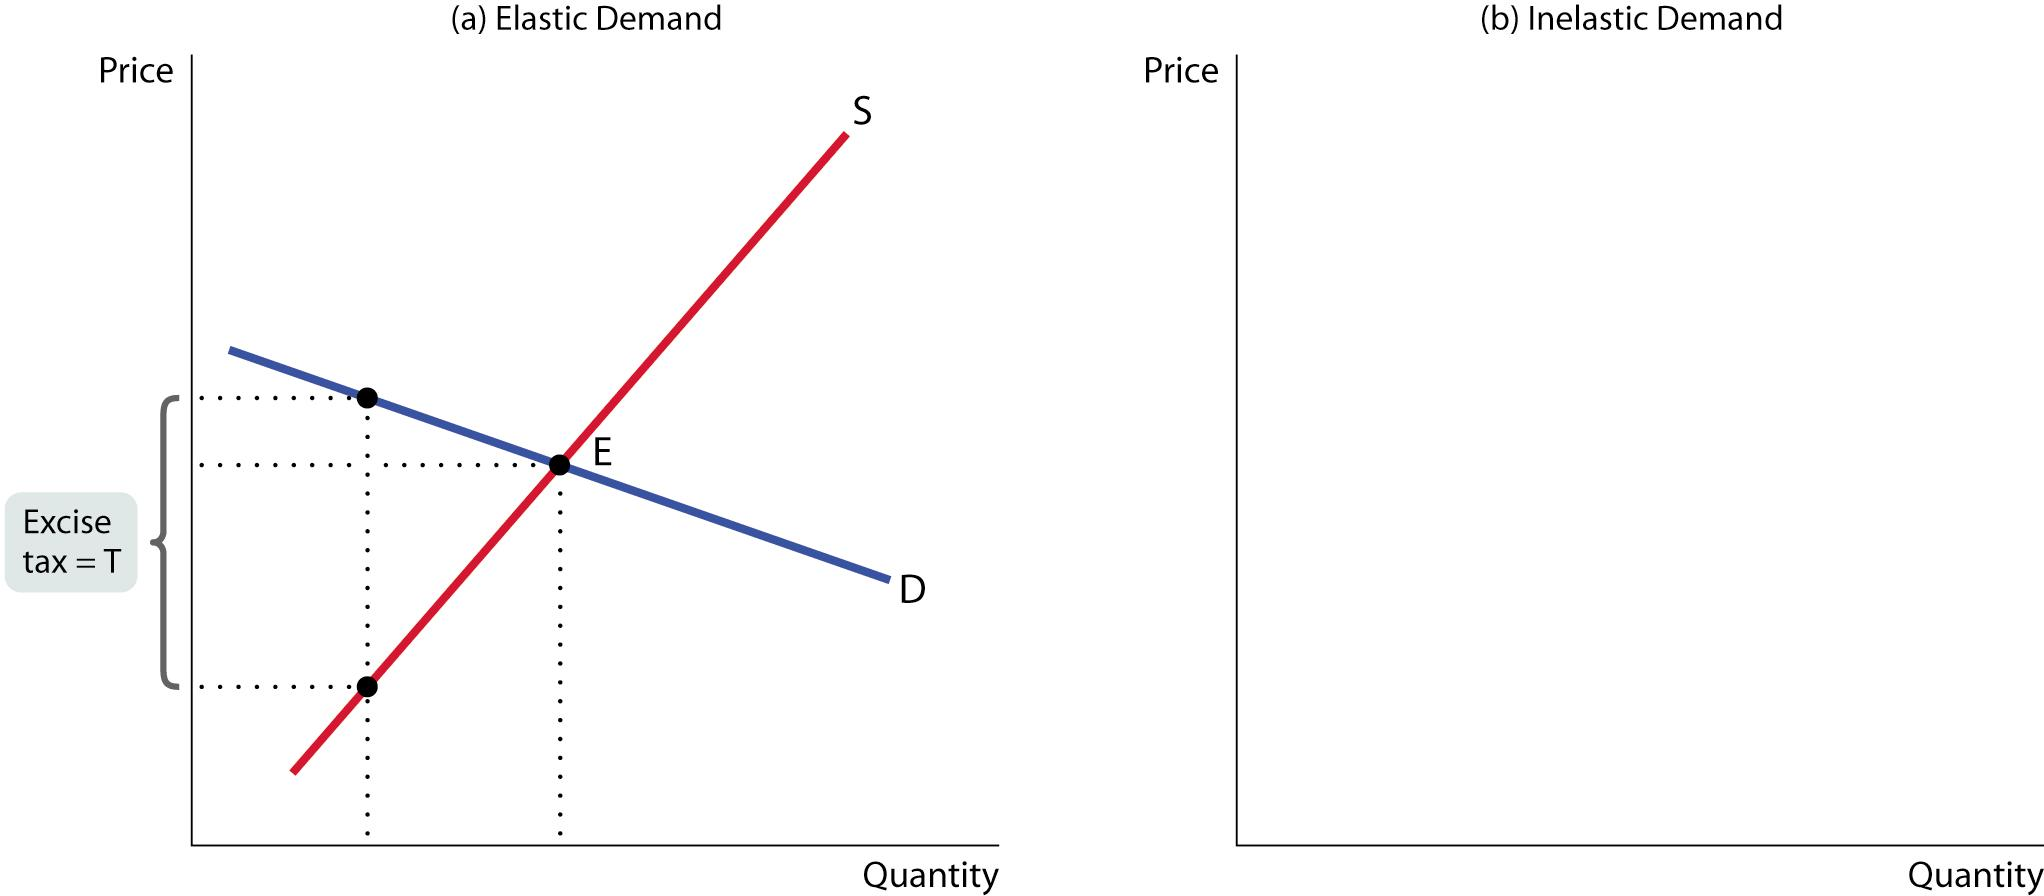 (a) Elastic Demand
Price
S
E
Excise
tax = T
D
Quantity
(b) Inelastic Demand
Price
Quantity